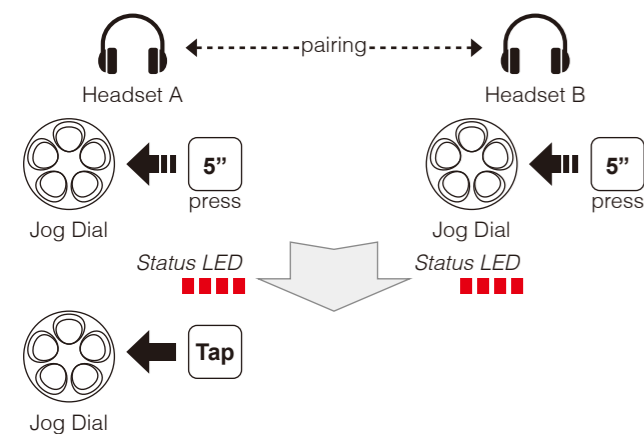 pairing
Headset A
Headset B
5”
press
5”
press
Jog Dial
Jog Dial
Status LED
Status LED
Tap
Jog Dial